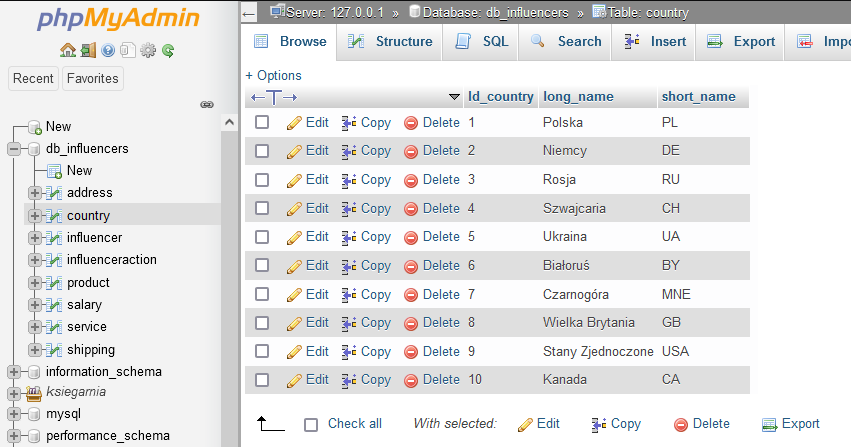 phpMyAdmin
Recent Favorites
New
db_influencers
New
address
country
influencer
influenceraction
product
salary
service
shipping
information_schema
ksiegarnia
mysql
performance_schema
Server: 127.0.0.1 » Database: db_influencers » Table: country
Browse Structure SQL Search Insert Export Impo
+ Options
Id_country long_name short_name
Edit Copy Delete 1 Polska PL
Edit Copy Delete 2 Niemcy DE
Edit Copy Delete 3 Rosja RU
Edit Copy Delete 4 Szwajcaria CH
Edit Copy Delete 5 Ukraina UA
Edit Copy Delete 6 Białoruś BY
Edit Copy Delete 7 Czarnogóra MNE
Edit Copy Delete 8 Wielka Brytania GB
Edit Copy Delete 9 Stany Zjednoczone USA
Edit Copy Delete 10 Kanada CA
Check all With selected: Edit Copy Delete Export